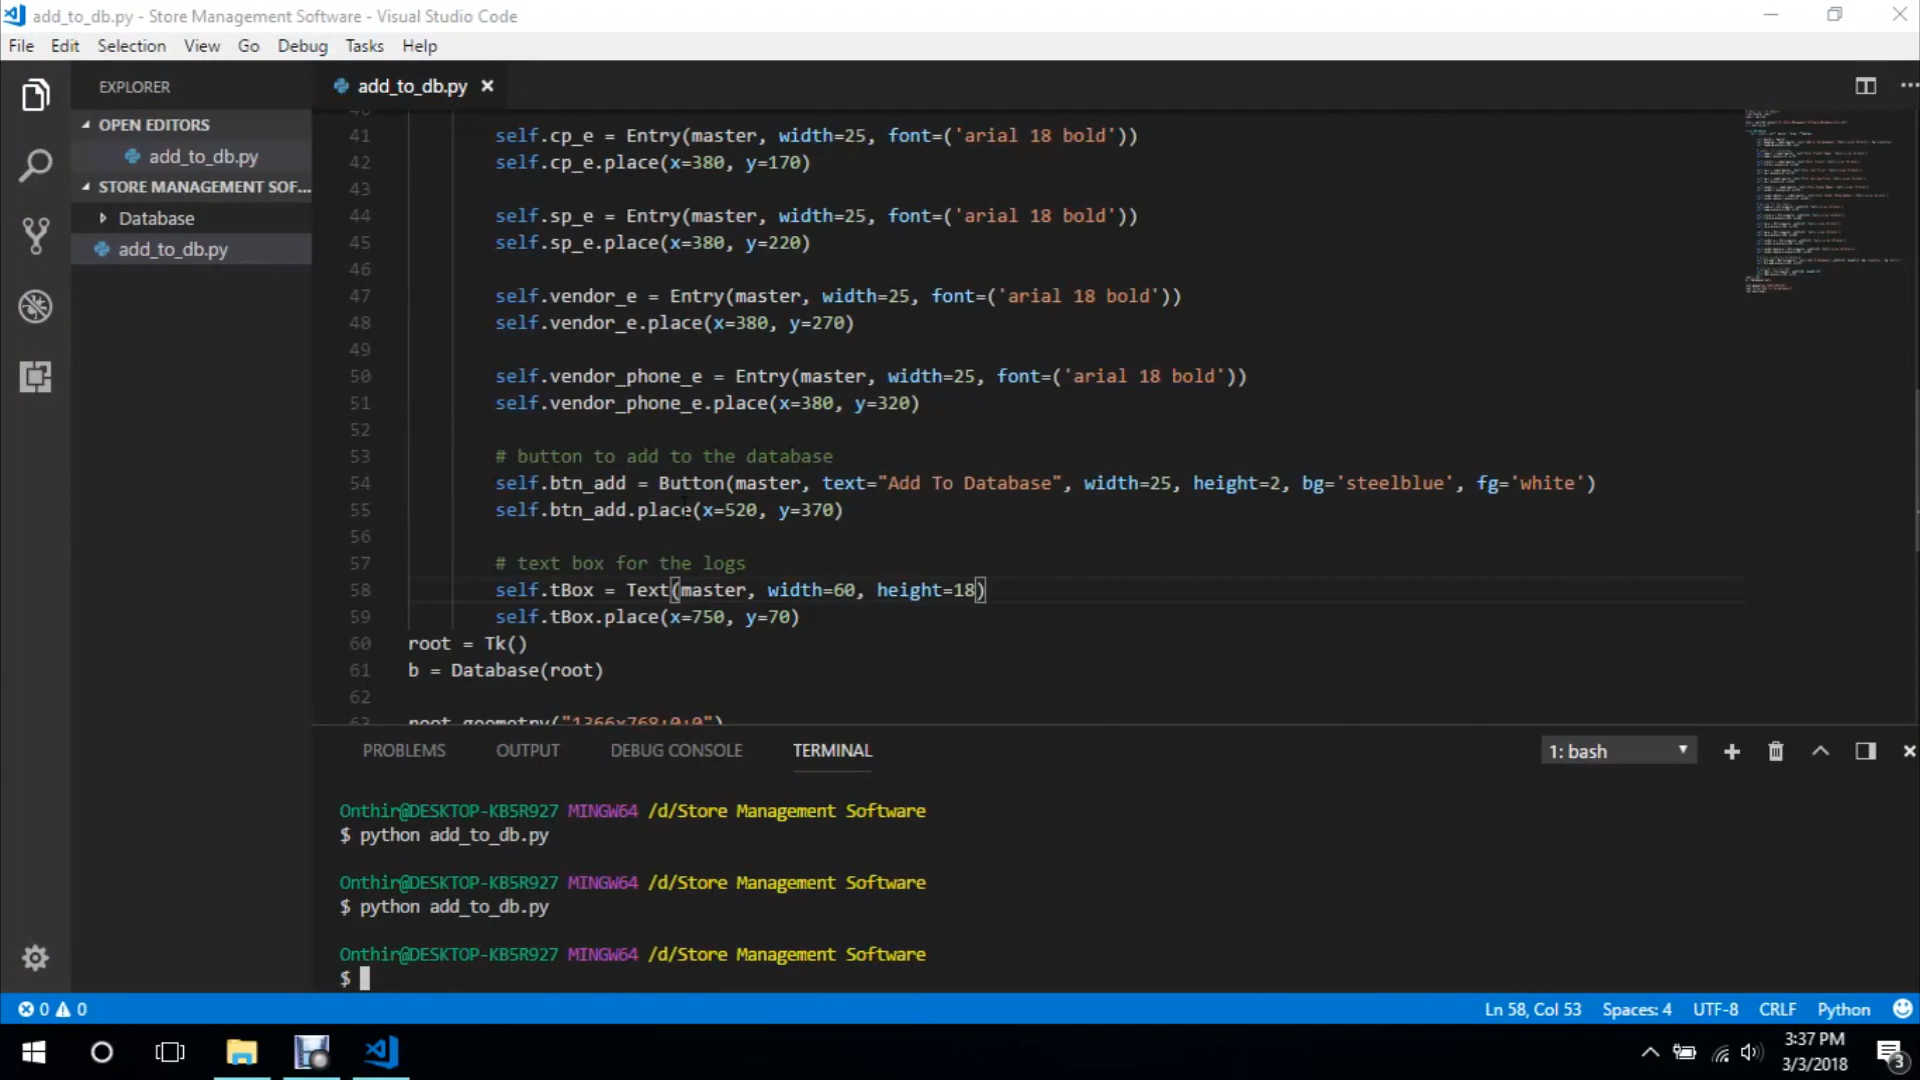 add_to_db.py - Store Management Software - Visual Studio Code
File Edit Selection View Go Debug Tasks Help
EXPLORER
OPEN EDITORS
add_to_db.py
STORE MANAGEMENT SOF...
Database
add_to_db.py
add_to_db.py
40
41 self.cp_e = Entry(master, width=25, font=('arial 18 bold'))
42 self.cp_e.place(x=380, y=170)
43
44 self.sp_e = Entry(master, width=25, font=('arial 18 bold'))
45 self.sp_e.place(x=380, y=220)
46
47 self.vendor_e = Entry(master, width=25, font=('arial 18 bold'))
48 self.vendor_e.place(x=380, y=270)
49
50 self.vendor_phone_e = Entry(master, width=25, font=('arial 18 bold'))
51 self.vendor_phone_e.place(x=380, y=320)
52
53 # button to add to the database
54 self.btn_add = Button(master, text="Add To Database", width=25, height=2, bg='steelblue', fg='white')
55 self.btn_add.place(x=520, y=370)
56
57 # text box for the logs
58 self.tBox = Text(master, width=60, height=18)
59 self.tBox.place(x=750, y=70)
60 root = Tk()
61 b = Database(root)
62
63 root.geometry("1366x768+0+0")
PROBLEMS OUTPUT DEBUG CONSOLE TERMINAL
1: bash
Onthir@DESKTOP-KB5R927 MINGW64 /d/Store Management Software
$ python add_to_db.py
Onthir@DESKTOP-KB5R927 MINGW64 /d/Store Management Software
$ python add_to_db.py
Onthir@DESKTOP-KB5R927 MINGW64 /d/Store Management Software
$
0 0
Ln 58, Col 53 Spaces: 4 UTF-8 CRLF Python
3:37 PM
3/3/2018
3